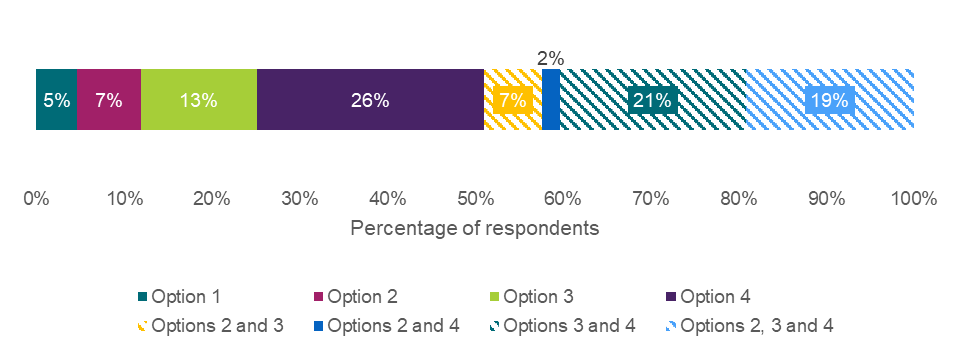 2%
5% 7% 13% 26% 7% 21% 19%
0% 10% 20% 30% 40% 50% 60% 70% 80% 90% 100%
Percentage of respondents
Option 1 Option 2 Option 3 Option 4
Options 2 and 3 Options 2 and 4 Options 3 and 4 Options 2, 3 and 4